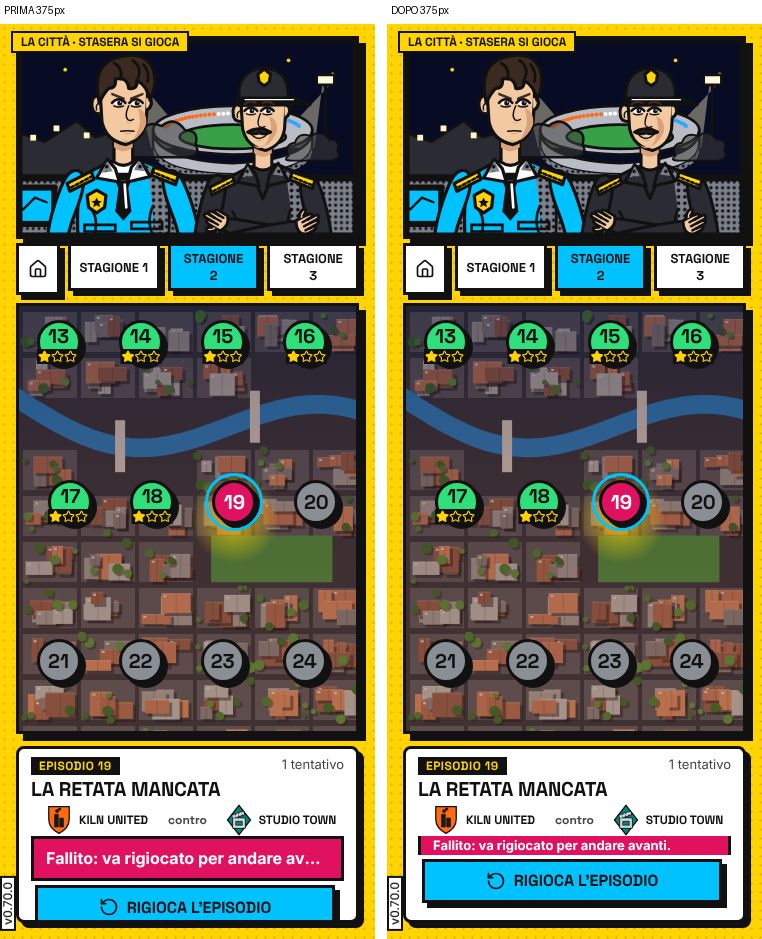 PRIMA 375px
LA CITTÀ · STASERA SI GIOCA
STAGIONE 1
STAGIONE
2
STAGIONE
3
13
14
15
16
17
18
19
20
21
22
23
24
EPISODIO 19
1 tentativo
LA RETATA MANCATA
KILN UNITED
contro
STUDIO TOWN
Fallito: va rigiocato per andare av...
RIGIOCA L'EPISODIO
v0.70.0
DOPO 375px
LA CITTÀ · STASERA SI GIOCA
STAGIONE 1
STAGIONE
2
STAGIONE
3
13
14
15
16
17
18
19
20
21
22
23
24
EPISODIO 19
1 tentativo
LA RETATA MANCATA
KILN UNITED
contro
STUDIO TOWN
Fallito: va rigiocato per andare avanti.
RIGIOCA L'EPISODIO
v0.70.0